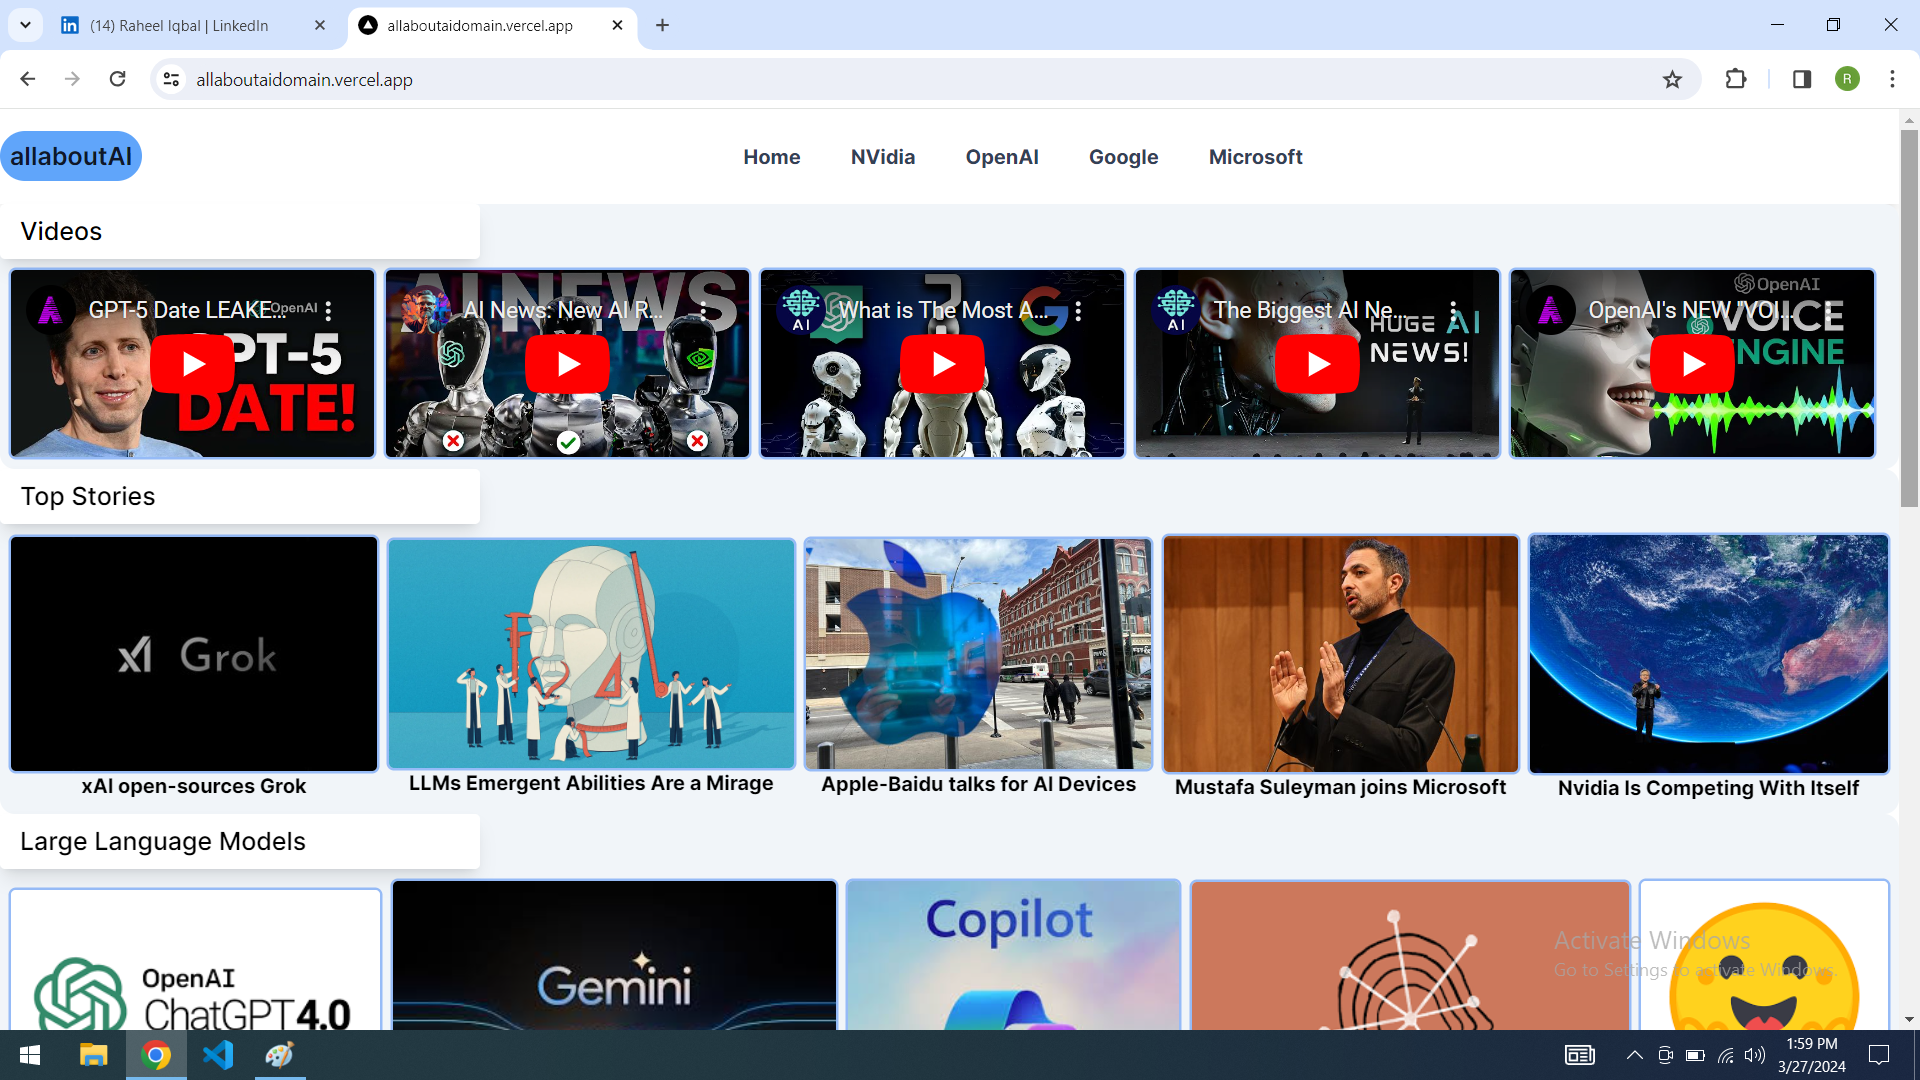 (14) Raheel Iqbal | LinkedIn
allaboutaidomain.vercel.app
allaboutaidomain.vercel.app
R
allaboutAI
Home
NVidia
OpenAI
Google
Microsoft
Videos
GPT-5 Date LEAKE...
OpenAI
GPT-5
DATE!
AI NEWS
AI News: New AI R...
AI
What is The Most A...
?
AI
The Biggest AI Ne...
HUGE AI
NEWS!
OpenAI
OpenAI's NEW "VOI...
VOICE
ENGINE
Top Stories
xAI Grok
xAI open-sources Grok
LLMs Emergent Abilities Are a Mirage
Apple-Baidu talks for AI Devices
Mustafa Suleyman joins Microsoft
Nvidia Is Competing With Itself
Large Language Models
OpenAI
ChatGPT4.0
Gemini
Copilot
Activate Windows
Go to Settings to activate Windows.
1:59 PM
3/27/2024